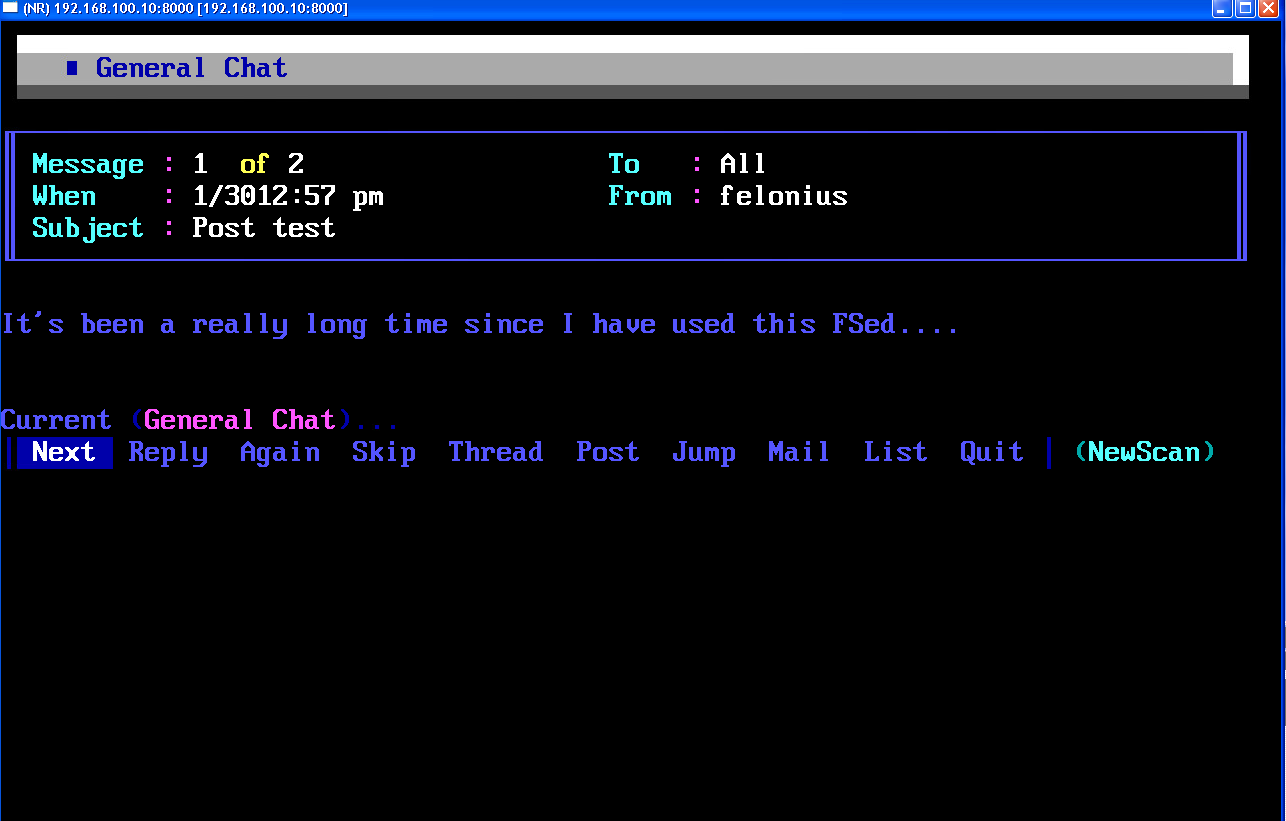 (NR) 192.168.100.10:8000 [192.168.100.10:8000]
General Chat
Message : 1 of 2 To : All
When : 1/3012:57 pm From : felonius
Subject : Post test
It's been a really long time since I have used this FSed....
Current (General Chat)...
Next Reply Again Skip Thread Post Jump Mail List Quit | (NewScan)